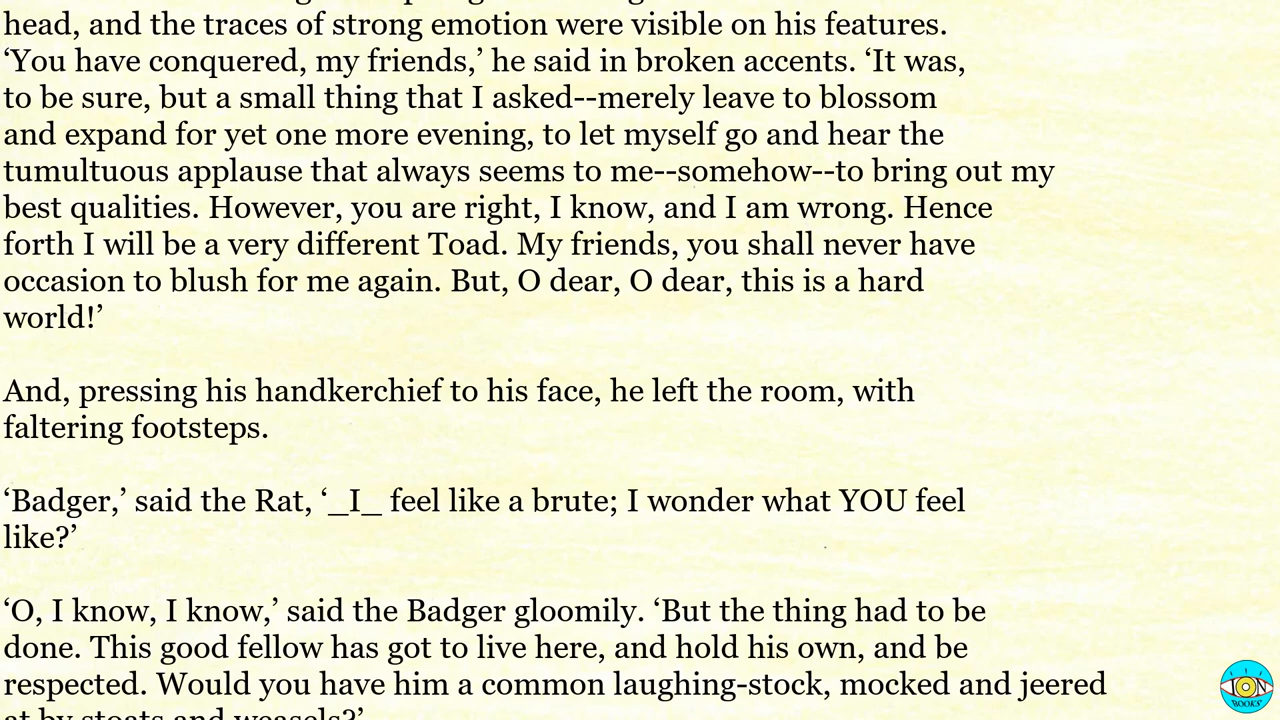 head, and the traces of strong emotion were visible on his features.
‘You have conquered, my friends,’ he said in broken accents. ‘It was,
to be sure, but a small thing that I asked--merely leave to blossom
and expand for yet one more evening, to let myself go and hear the
tumultuous applause that always seems to me--somehow--to bring out my
best qualities. However, you are right, I know, and I am wrong. Hence
forth I will be a very different Toad. My friends, you shall never have
occasion to blush for me again. But, O dear, O dear, this is a hard
world!’
And, pressing his handkerchief to his face, he left the room, with
faltering footsteps.
‘Badger,’ said the Rat, ‘_I_ feel like a brute; I wonder what YOU feel
like?’
‘O, I know, I know,’ said the Badger gloomily. ‘But the thing had to be
done. This good fellow has got to live here, and hold his own, and be
respected. Would you have him a common laughing-stock, mocked and jeered
at by stoats and weasels?’
ION
BOOKS